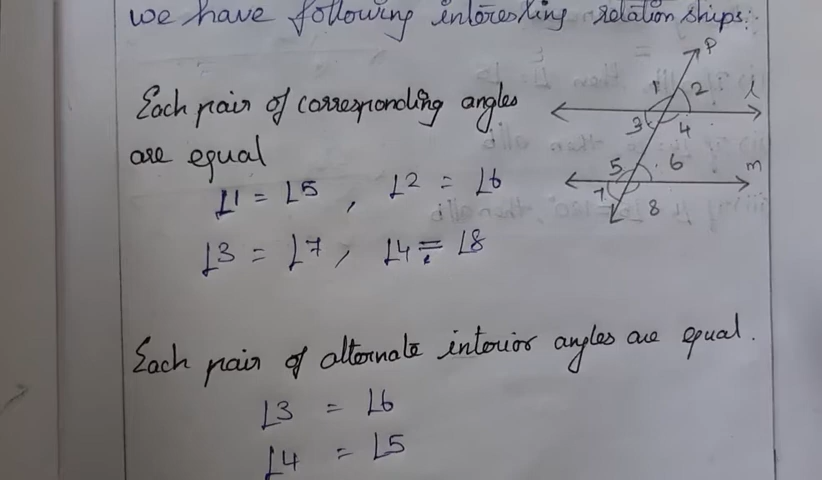 we have following interesting relation ships:
Each pair of corresponding angles
are equal
∠1 = ∠5 , ∠2 = ∠6
∠3 = ∠7 , ∠4 = ∠8
P
1 2 l
3 4
5 6 m
7 8
Each pair of alternate interior angles are equal.
∠3 = ∠6
∠4 = ∠5